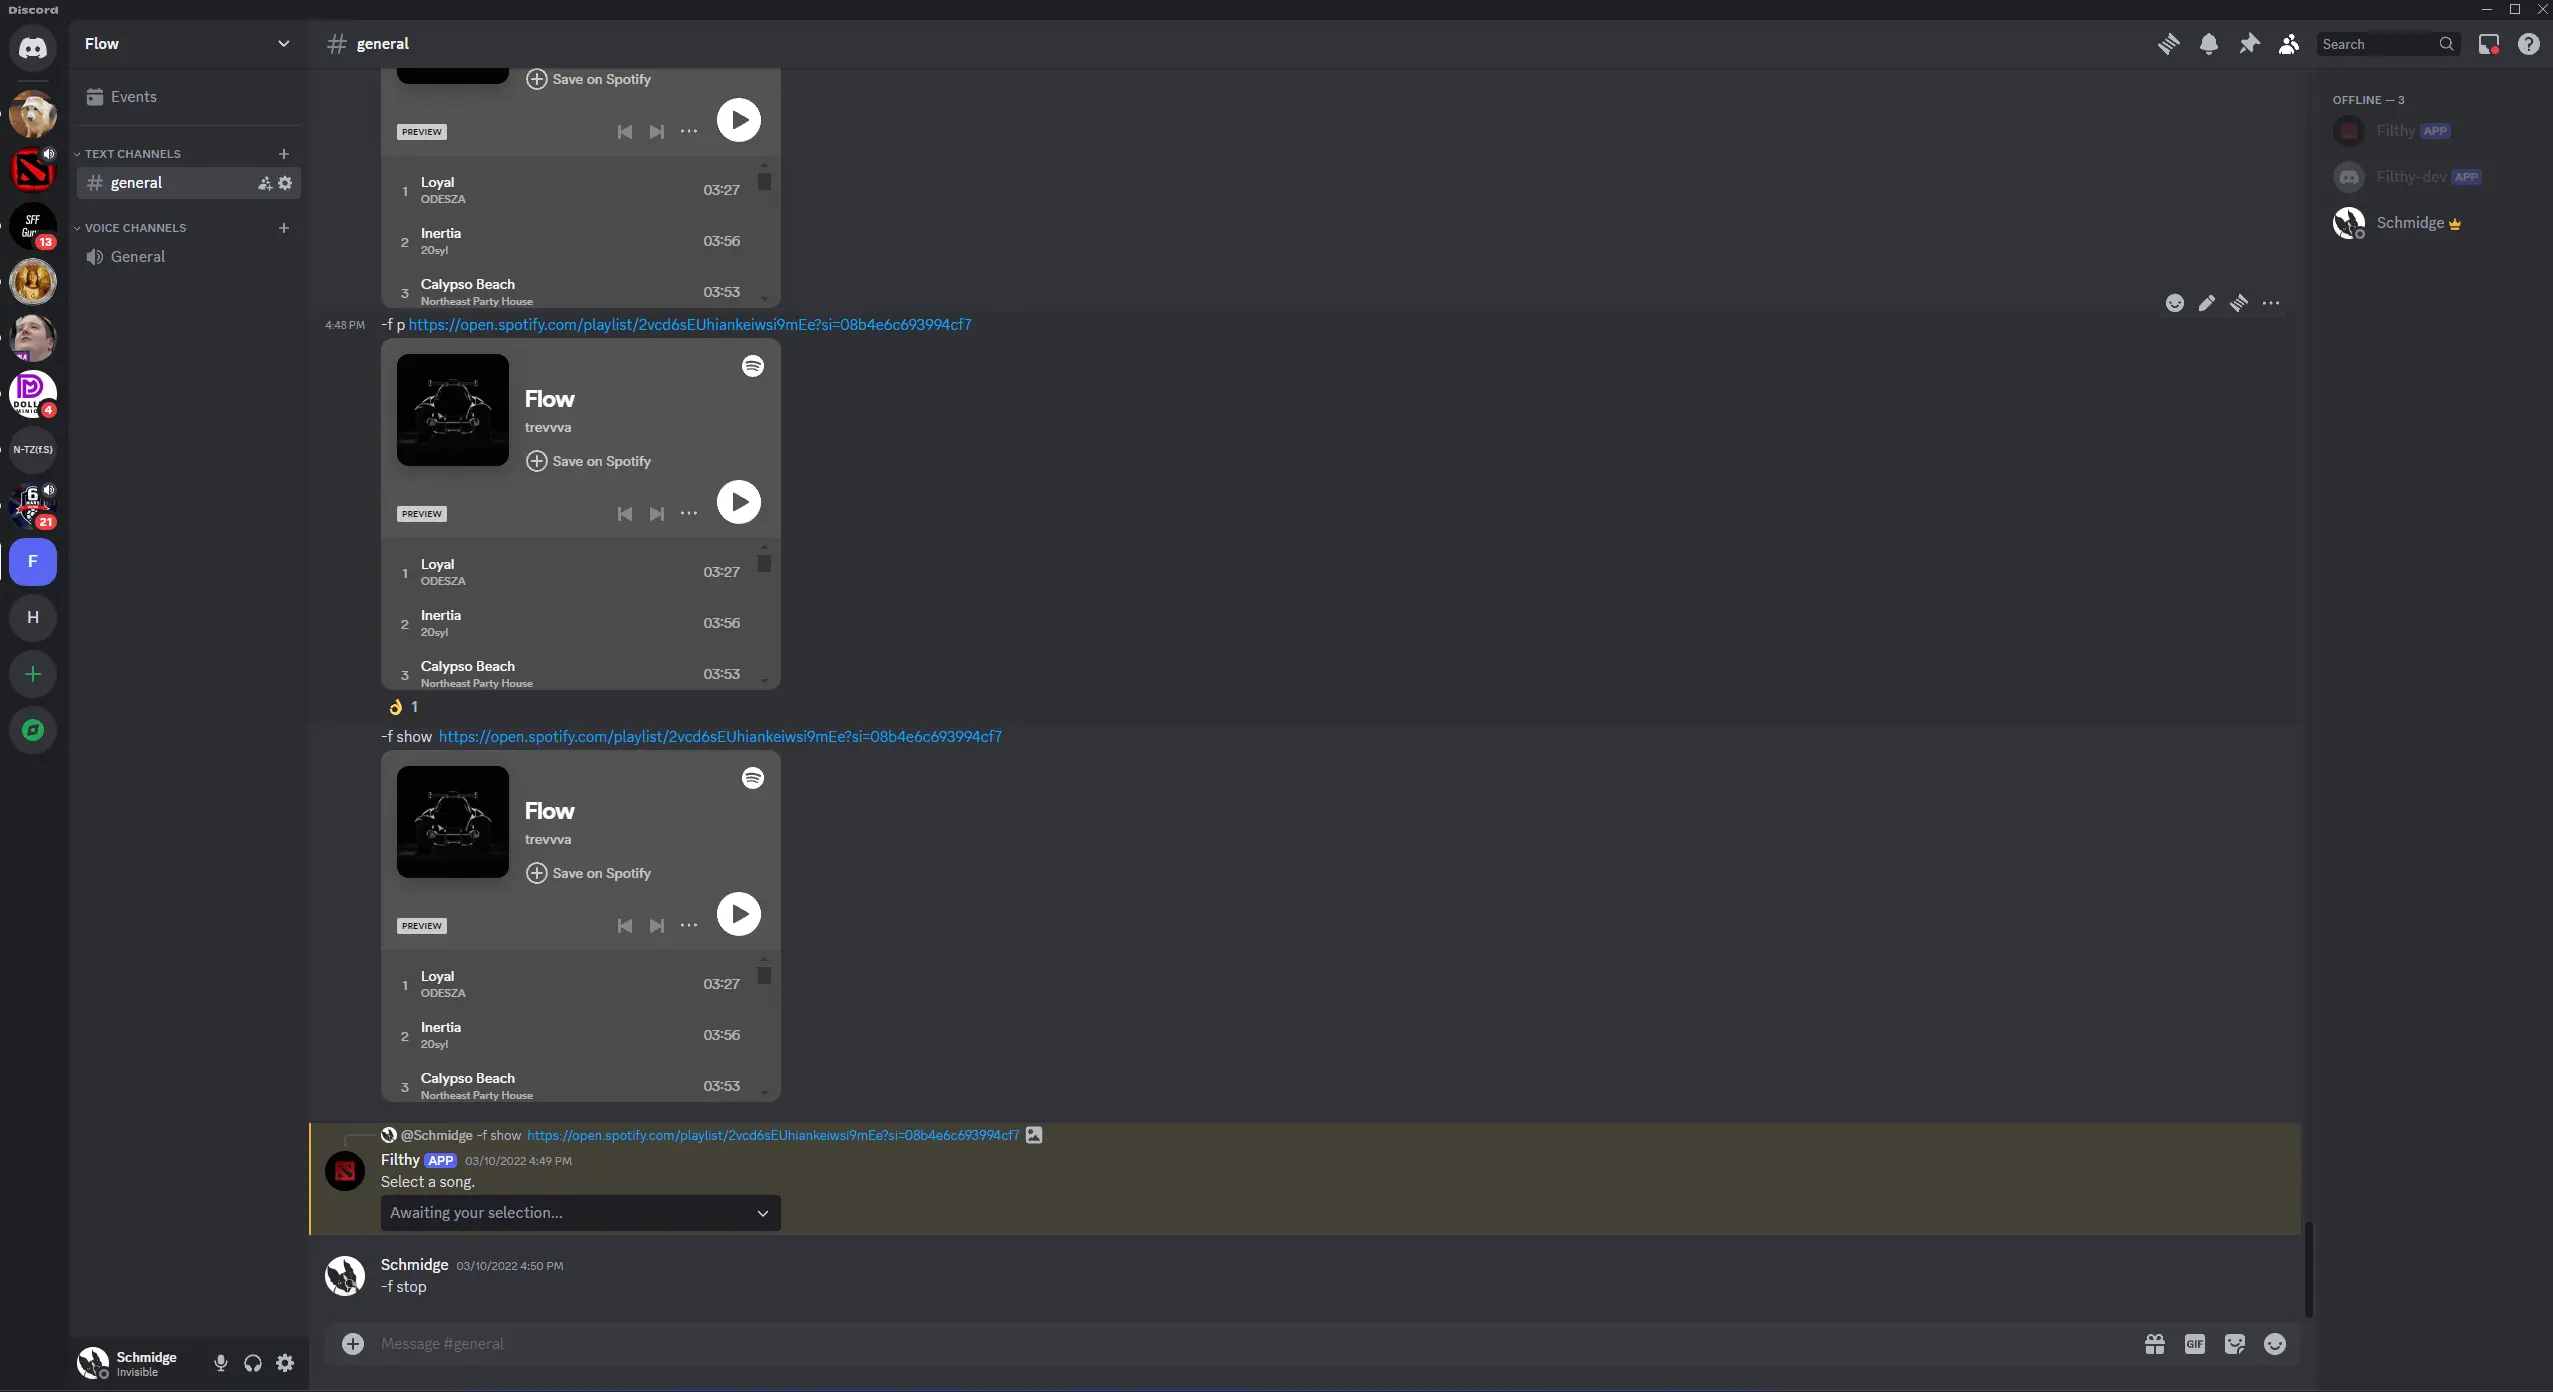 Discord
Flow
general
Search
Events
TEXT CHANNELS
general
VOICE CHANNELS
General
SFF
13
4
N-TZ(f.S)
6
21
F
H
Save on Spotify
PREVIEW
1 Loyal 03:27
ODESZA
2 Inertia 03:56
20syl
3 Calypso Beach 03:53
Northeast Party House
4:48 PM -f p https://open.spotify.com/playlist/2vcd6sEUhiankeiwsi9mEe?si=08b4e6c693994cf7
Flow
trevvva
Save on Spotify
PREVIEW
1 Loyal 03:27
ODESZA
2 Inertia 03:56
20syl
3 Calypso Beach 03:53
Northeast Party House
👌 1
-f show https://open.spotify.com/playlist/2vcd6sEUhiankeiwsi9mEe?si=08b4e6c693994cf7
Flow
trevvva
Save on Spotify
PREVIEW
1 Loyal 03:27
ODESZA
2 Inertia 03:56
20syl
3 Calypso Beach 03:53
Northeast Party House
@Schmidge -f show https://open.spotify.com/playlist/2vcd6sEUhiankeiwsi9mEe?si=08b4e6c693994cf7
Filthy APP 03/10/2022 4:49 PM
Select a song.
Awaiting your selection...
Schmidge 03/10/2022 4:50 PM
-f stop
Message #general
GIF
Schmidge
Invisible
OFFLINE — 3
Filthy APP
Filthy-dev APP
Schmidge